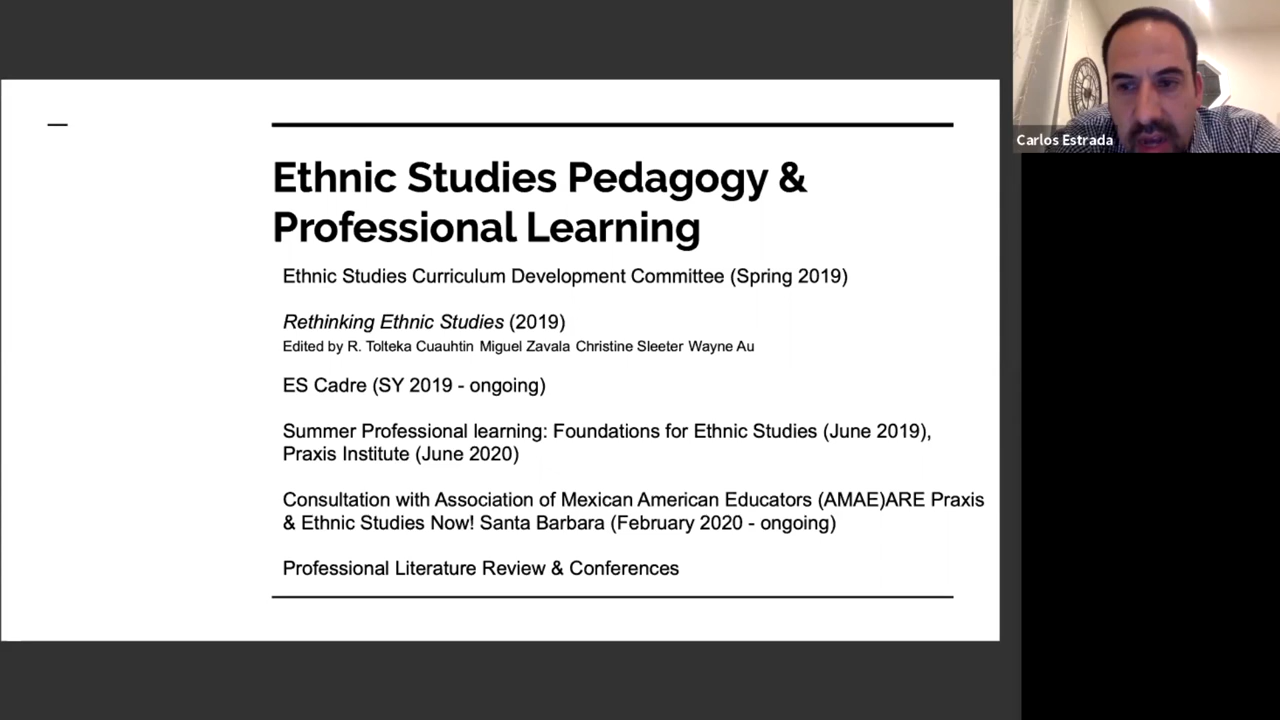 Ethnic Studies Pedagogy &
Professional Learning
Ethnic Studies Curriculum Development Committee (Spring 2019)
Rethinking Ethnic Studies (2019)
Edited by R. Tolteka Cuauhtin Miguel Zavala Christine Sleeter Wayne Au
ES Cadre (SY 2019 - ongoing)
Summer Professional learning: Foundations for Ethnic Studies (June 2019),
Praxis Institute (June 2020)
Consultation with Association of Mexican American Educators (AMAE)ARE Praxis
& Ethnic Studies Now! Santa Barbara (February 2020 - ongoing)
Professional Literature Review & Conferences
Carlos Estrada